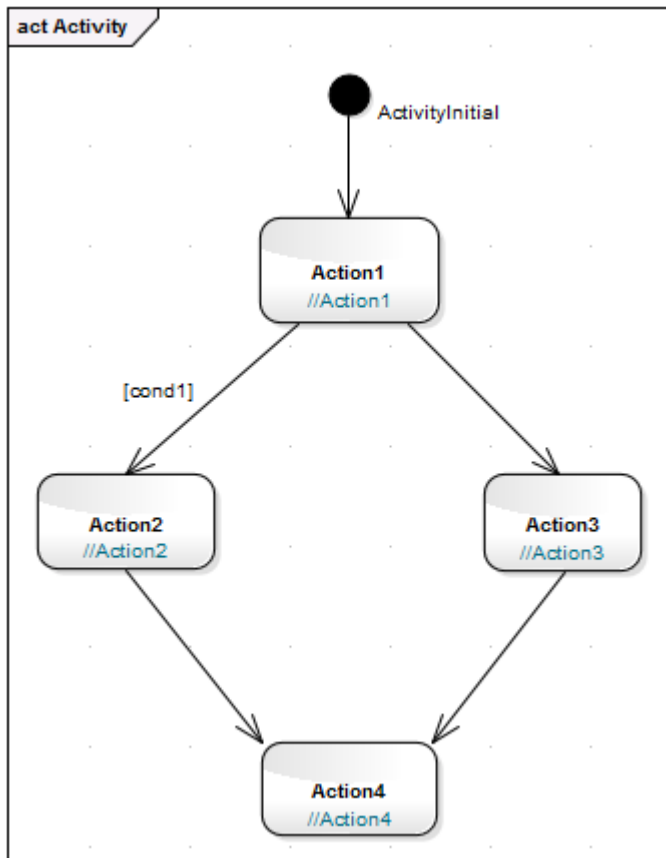 act Activity
ActivityInitial
Action1
//Action1
[cond1]
Action2
//Action2
Action3
//Action3
Action4
//Action4